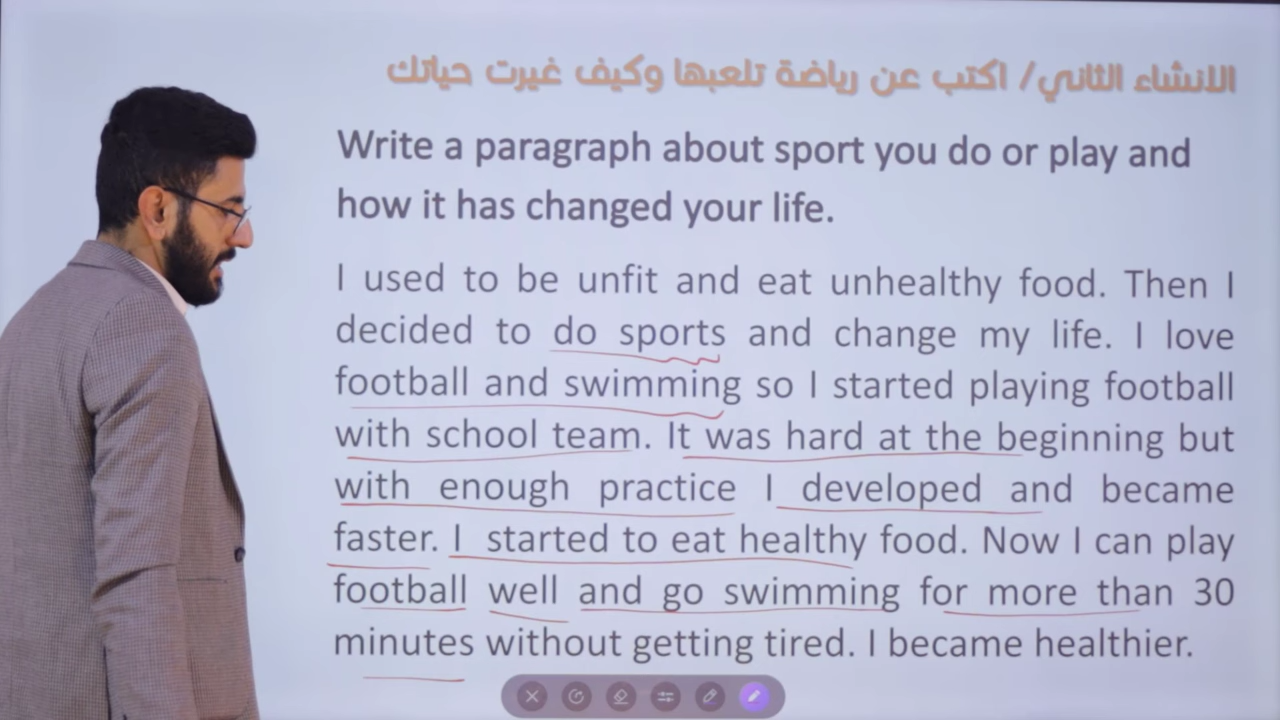 الانشاء الثاني/ اكتب عن رياضة تلعبها وكيف غيرت حياتك
Write a paragraph about sport you do or play and
how it has changed your life.
I used to be unfit and eat unhealthy food. Then I
decided to do sports and change my life. I love
football and swimming so I started playing football
with school team. It was hard at the beginning but
with enough practice I developed and became
faster. I started to eat healthy food. Now I can play
football well and go swimming for more than 30
minutes without getting tired. I became healthier.